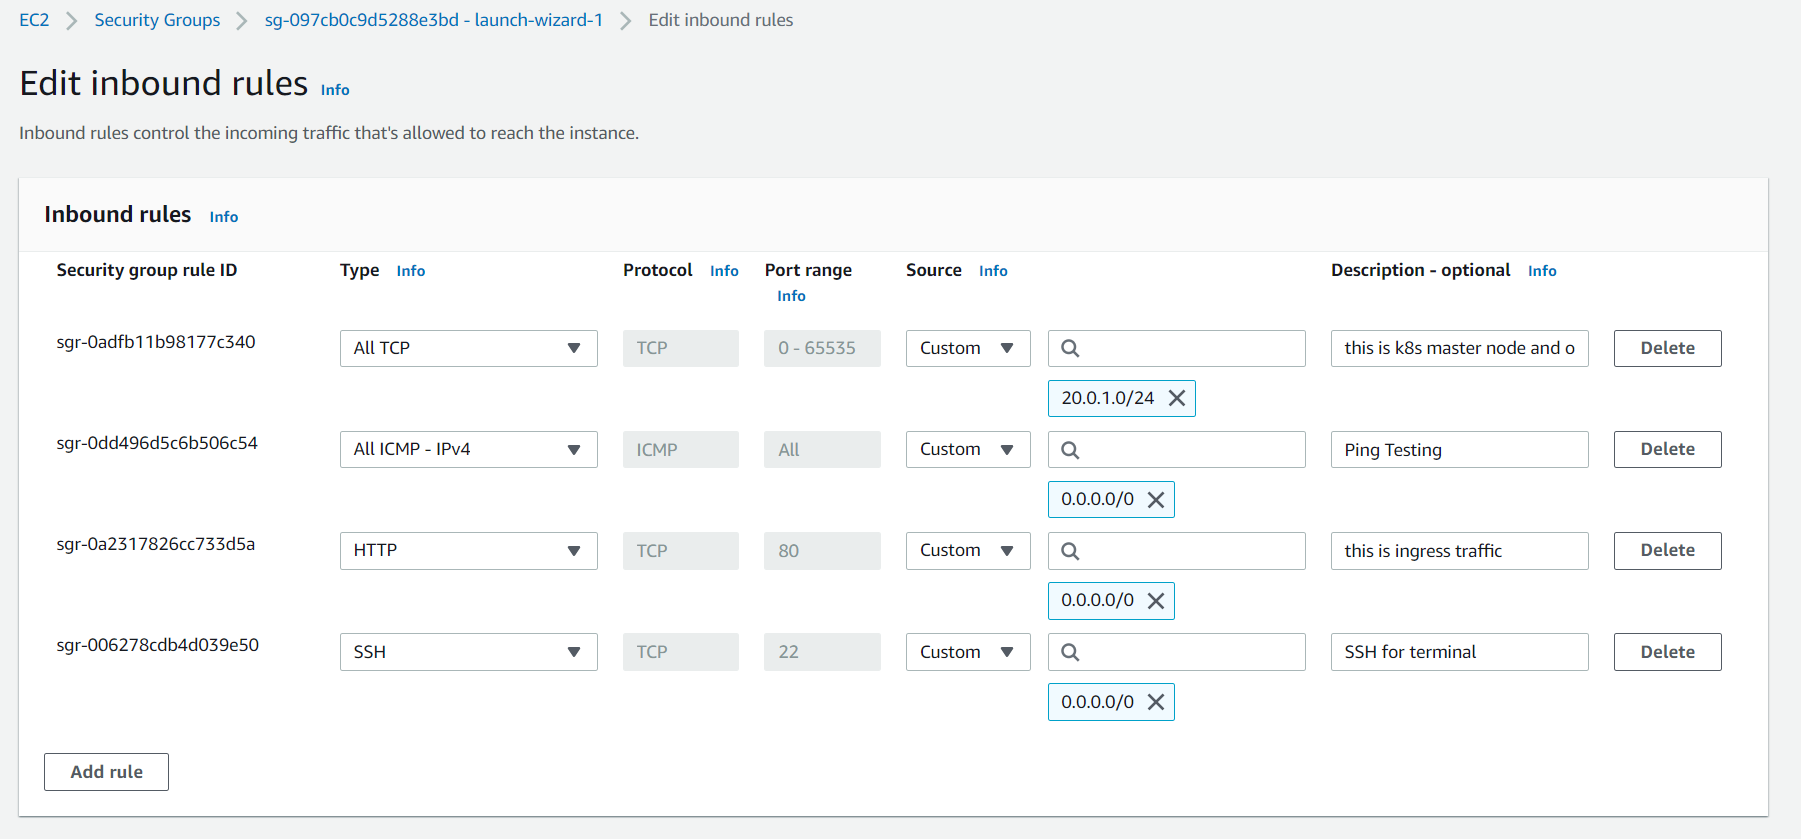 EC2 > Security Groups > sg-097cb0c9d5288e3bd - launch-wizard-1 > Edit inbound rules
Edit inbound rules Info
Inbound rules control the incoming traffic that's allowed to reach the instance.
Inbound rules Info
Security group rule ID Type Info Protocol Info Port range Info Source Info Description - optional Info
sgr-0adfb11b98177c340 All TCP TCP 0 - 65535 Custom this is k8s master node and o Delete
20.0.1.0/24
sgr-0dd496d5c6b506c54 All ICMP - IPv4 ICMP All Custom Ping Testing Delete
0.0.0.0/0
sgr-0a2317826cc733d5a HTTP TCP 80 Custom this is ingress traffic Delete
0.0.0.0/0
sgr-006278cdb4d039e50 SSH TCP 22 Custom SSH for terminal Delete
0.0.0.0/0
Add rule